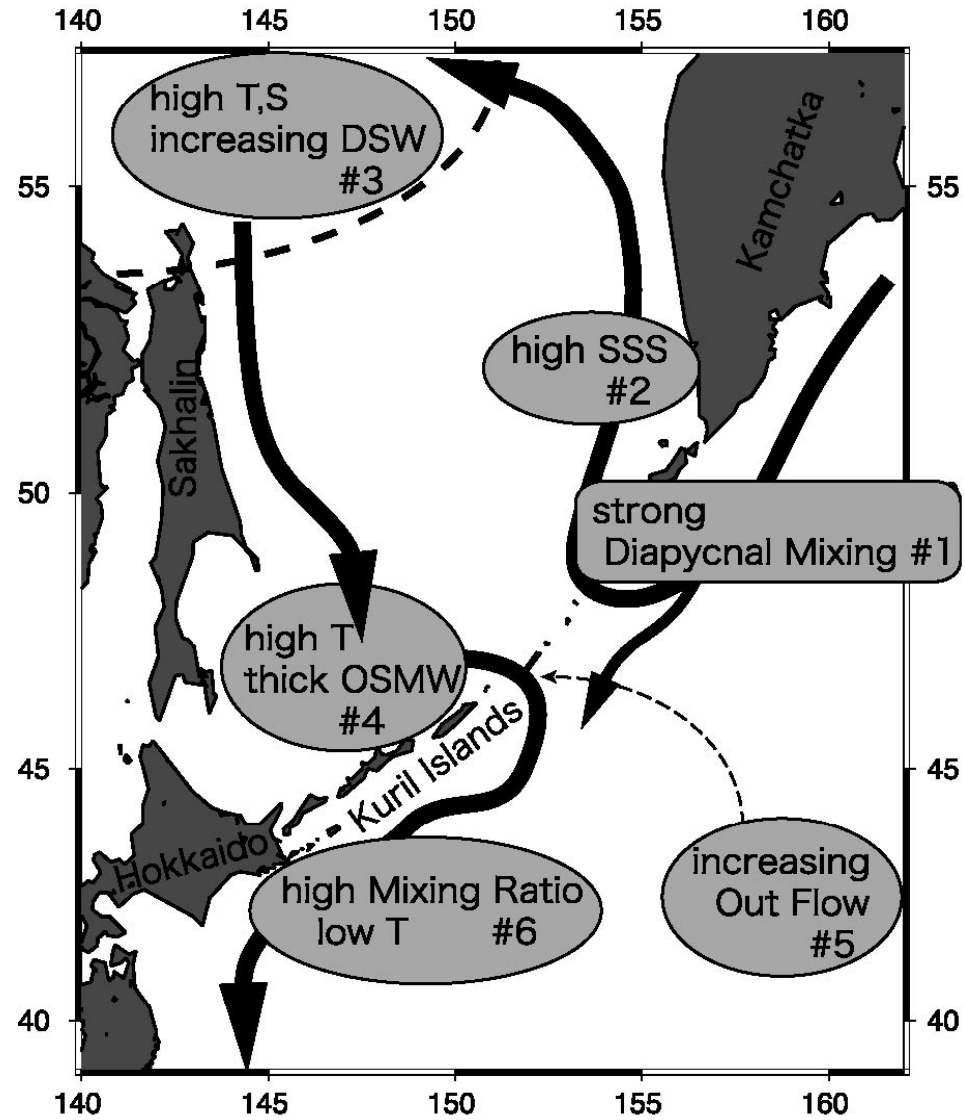 140 145 150 155 160
high T,S
increasing DSW
#3
55 55
Kamchatka
high SSS
#2
Sakhalin
50 50
strong
Diapycnal Mixing #1
high T
thick OSMW
#4
Kuril Islands
45 45
Hokkaido
increasing
Out Flow
#5
high Mixing Ratio
low T #6
40 40
140 145 150 155 160